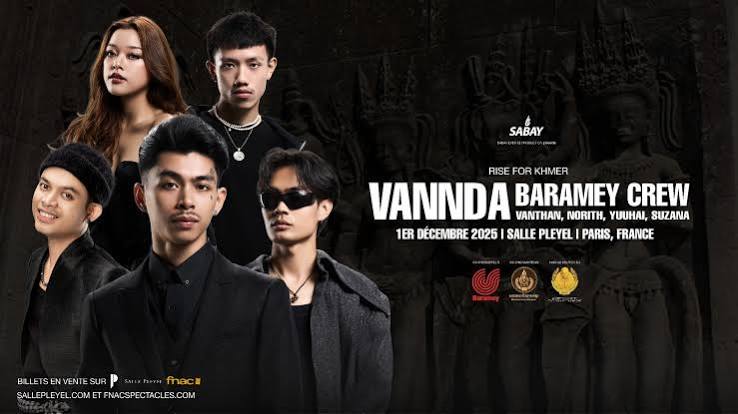 SABAY
RISE FOR KHMER
VANNDA BARAMEY CREW
VANTHAN, NORITH, YUUHAI, SUZANA
1ER DÉCEMBRE 2025 I SALLE PLEYEL I PARIS, FRANCE
Baramey
BILLETS EN VENTE SUR P SALLE PLEYEL fnac
SALLEPLEYEL.COM ET FNACSPECTACLES.COM